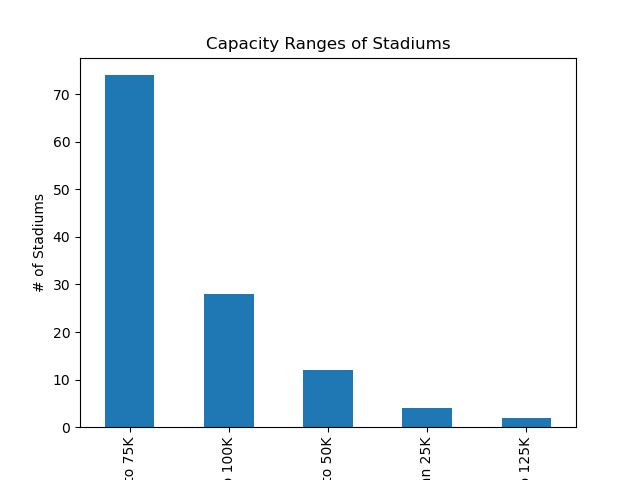 Capacity Ranges of Stadiums
# of Stadiums
70
60
50
40
30
20
10
0
to 75K
100K
to 50K
25K
125K